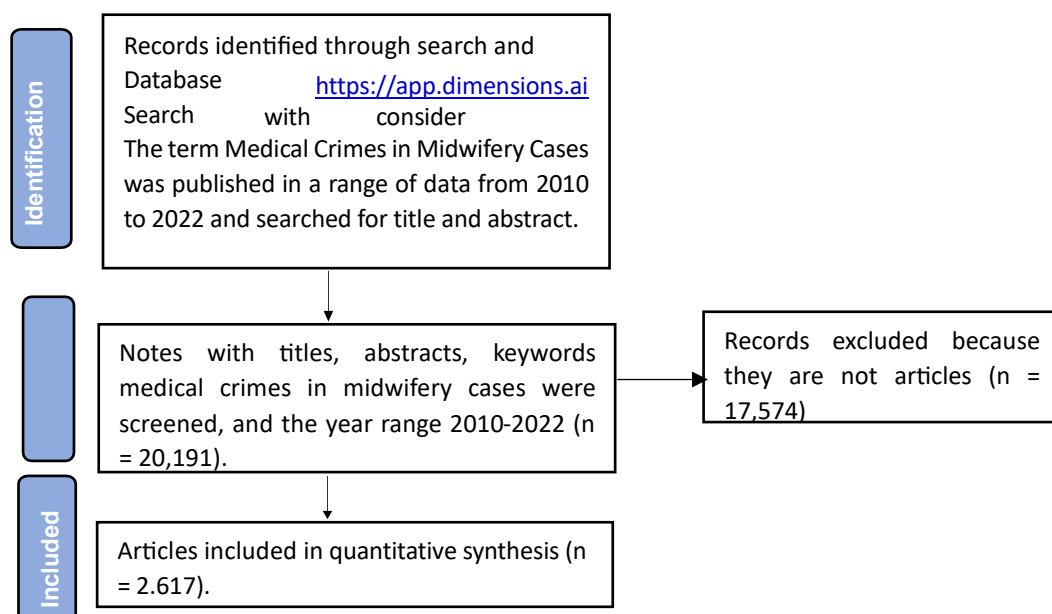 Identification
Records identified through search and
Database https://app.dimensions.ai
Search with consider
The term Medical Crimes in Midwifery Cases
was published in a range of data from 2010
to 2022 and searched for title and abstract.
Notes with titles, abstracts, keywords
medical crimes in midwifery cases were
screened, and the year range 2010-2022 (n
= 20,191).
Records excluded because
they are not articles (n =
17,574)
Included
Articles included in quantitative synthesis (n
= 2.617).